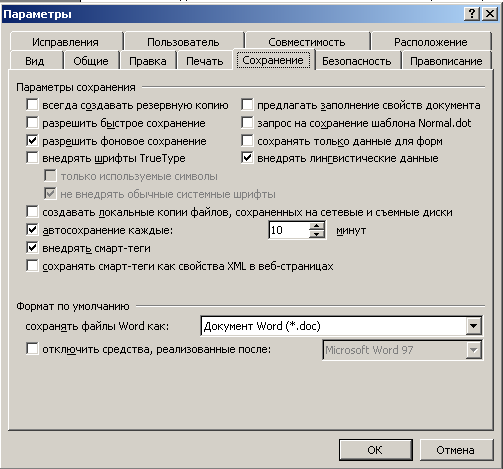 Параметры
Исправления Пользователь Совместимость Расположение
Вид Общие Правка Печать Сохранение Безопасность Правописание
Параметры сохранения
всегда создавать резервную копию предлагать заполнение свойств документа
разрешить быстрое сохранение запрос на сохранение шаблона Normal.dot
разрешить фоновое сохранение сохранять только данные для форм
внедрять шрифты TrueType внедрять лингвистические данные
только используемые символы
не внедрять обычные системные шрифты
создавать локальные копии файлов, сохраненных на сетевые и съемные диски
автосохранение каждые: 10 минут
внедрять смарт-теги
сохранять смарт-теги как свойства XML в веб-страницах
Формат по умолчанию
сохранять файлы Word как: Документ Word (*.doc)
отключить средства, реализованные после: Microsoft Word 97
OK Отмена